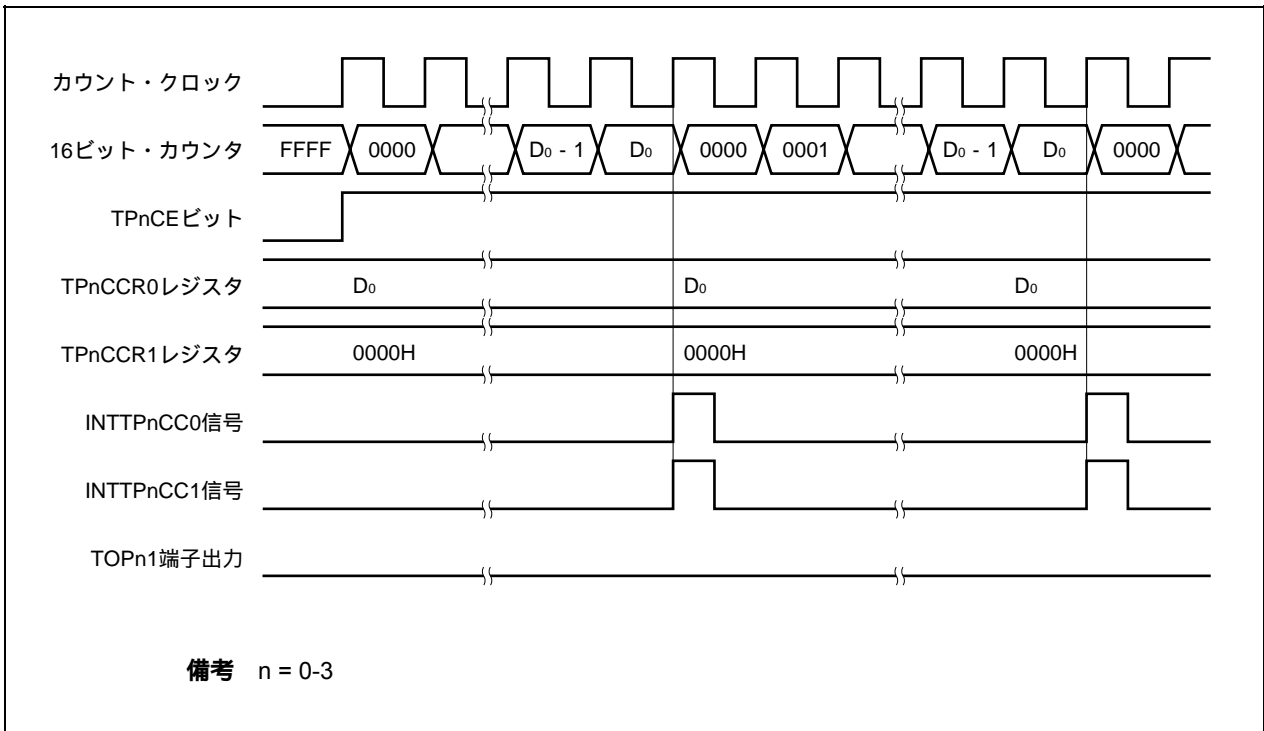 カウント・クロック
16ビット・カウンタ FFFF 0000 D0 - 1 D0 0000 0001 D0 - 1 D0 0000
TPnCEビット
TPnCCR0レジスタ D0 D0 D0
TPnCCR1レジスタ 0000H 0000H 0000H
INTTPnCC0信号
INTTPnCC1信号
TOPn1端子出力
備考 n = 0-3